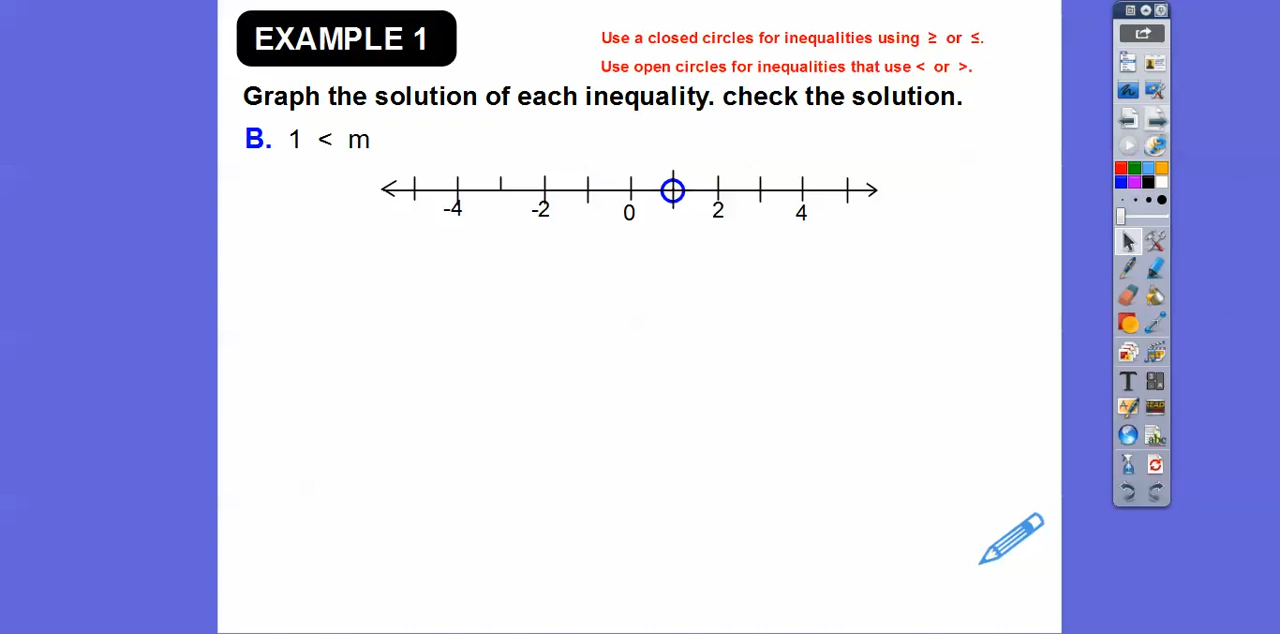 EXAMPLE 1
Use a closed circles for inequalities using ≥ or ≤.
Use open circles for inequalities that use < or >.
Graph the solution of each inequality. check the solution.
B. 1 < m
-4 -2 0 2 4
T
abc